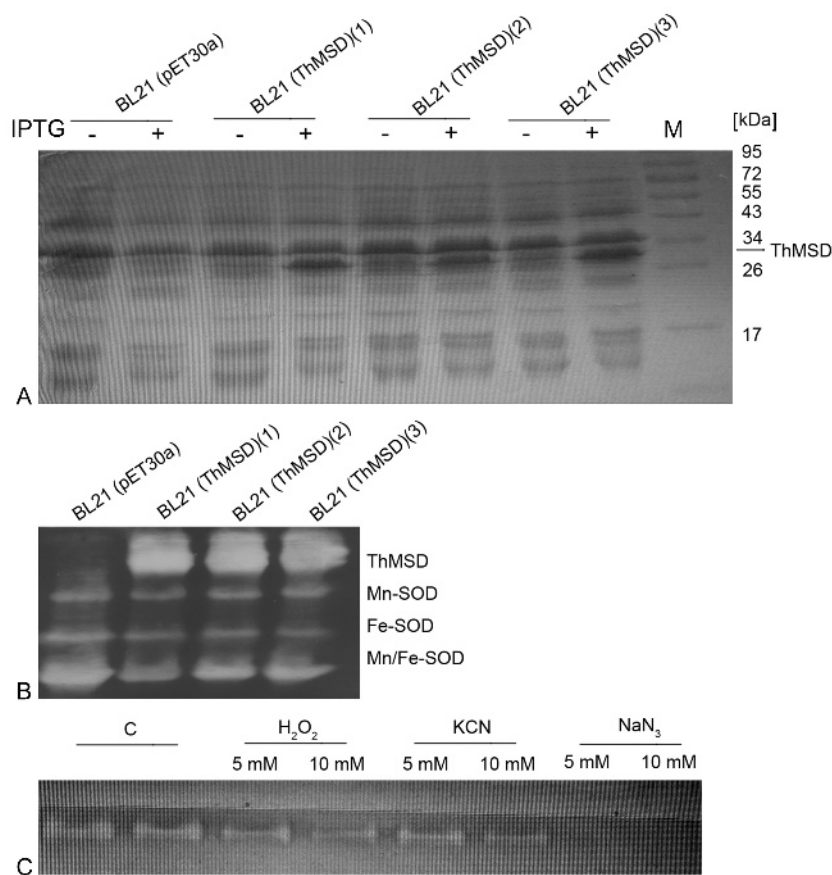 BL21 (pET30a) BL21 (ThMSD)(1) BL21 (ThMSD)(2) BL21 (ThMSD)(3)
IPTG - + - + - + - + M [kDa]
95
72
55
43
34
ThMSD
26
17
A
BL21 (pET30a) BL21 (ThMSD)(1) BL21 (ThMSD)(2) BL21 (ThMSD)(3)
ThMSD
Mn-SOD
Fe-SOD
Mn/Fe-SOD
B
C H₂O₂ KCN NaN₃
5 mM 10 mM 5 mM 10 mM 5 mM 10 mM
C